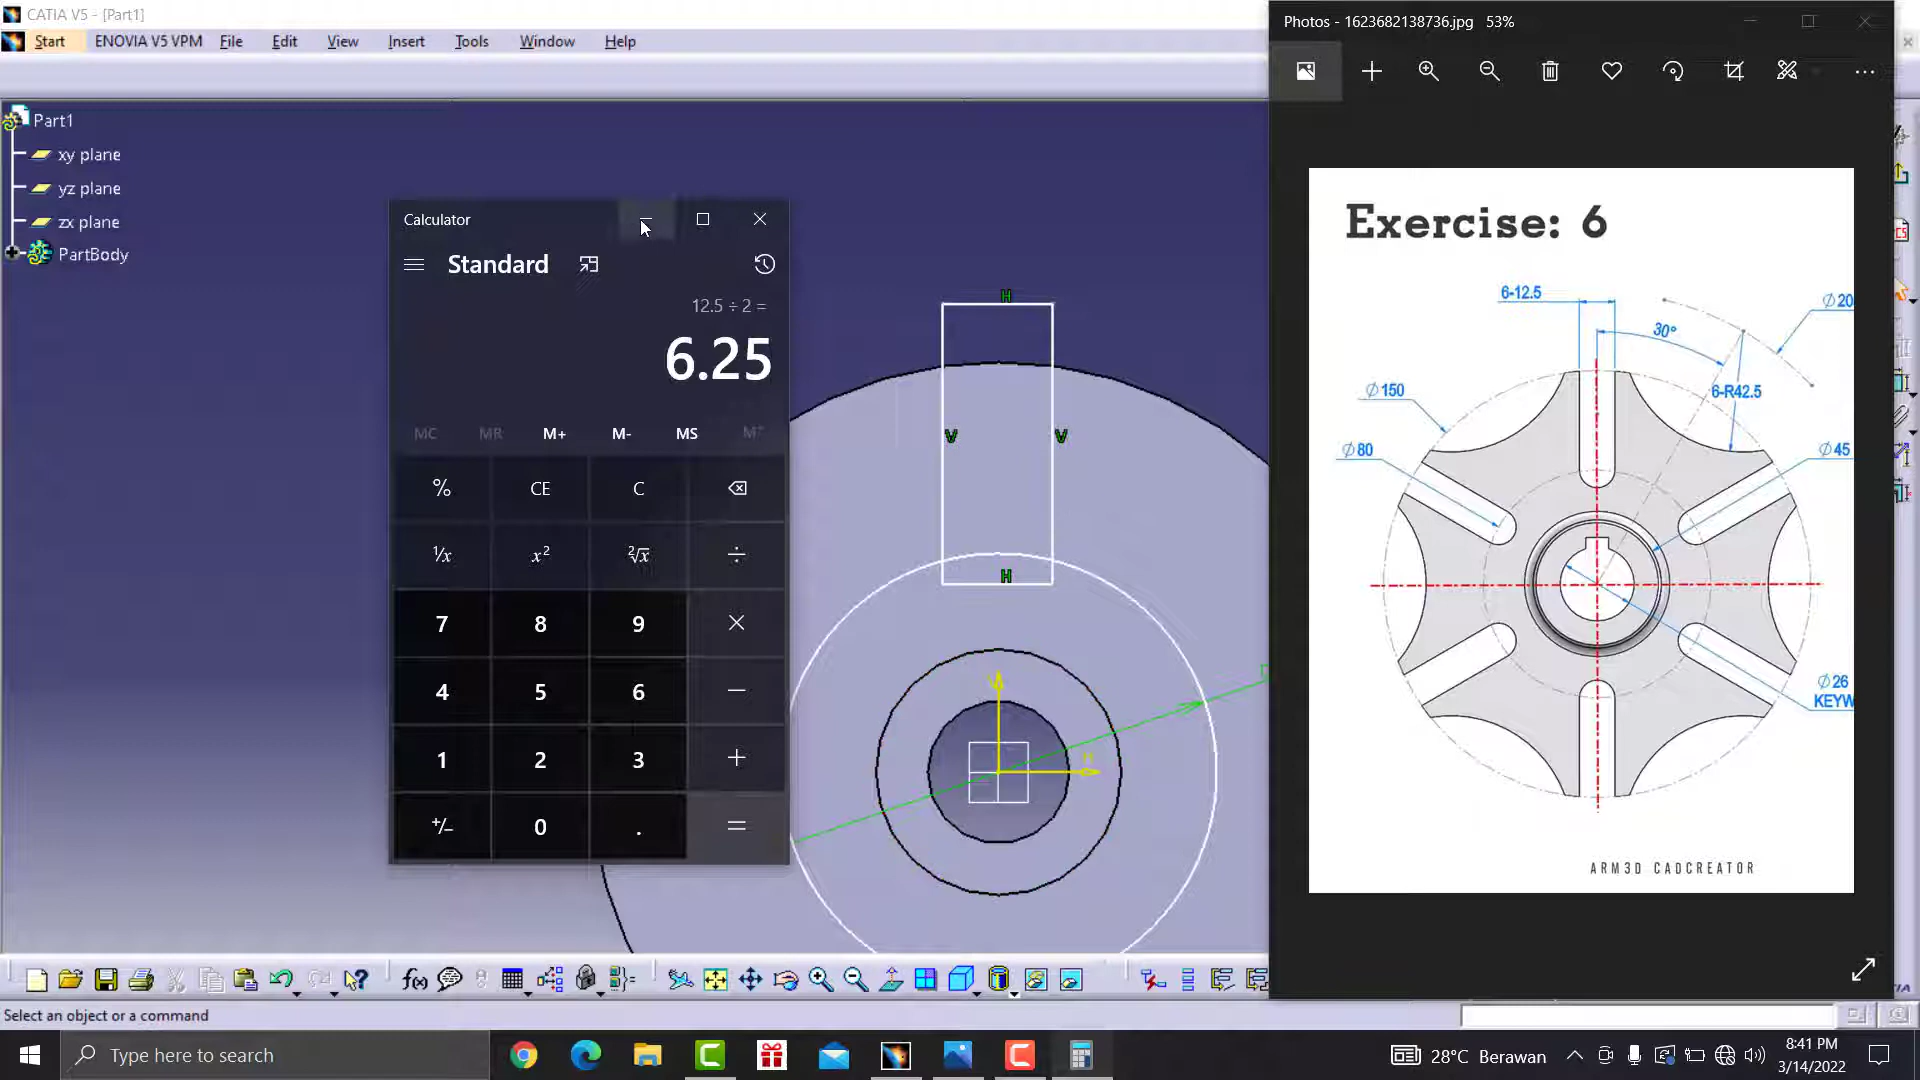 CATIA V5 - [Part1]
Start
ENOVIA V5 VPM
File
Edit
View
Insert
Tools
Window
Help
Part1
xy plane
yz plane
zx plane
PartBody
Calculator
Standard
12.5 ÷ 2 =
6.25
MC
MR
M+
M-
MS
%
CE
C
¹/x
x²
²√x
÷
7
8
9
×
4
5
6
−
1
2
3
+
+/−
0
.
=
H
V
V
H
H
Photos - 1623682138736.jpg 53%
Exercise: 6
6-12.5
Ø20
30°
Ø150
6-R42.5
Ø80
Ø45
Ø26
KEYW
ARM3D CADCREATOR
f(x)
Select an object or a command
Type here to search
28°C Berawan
8:41 PM
3/14/2022